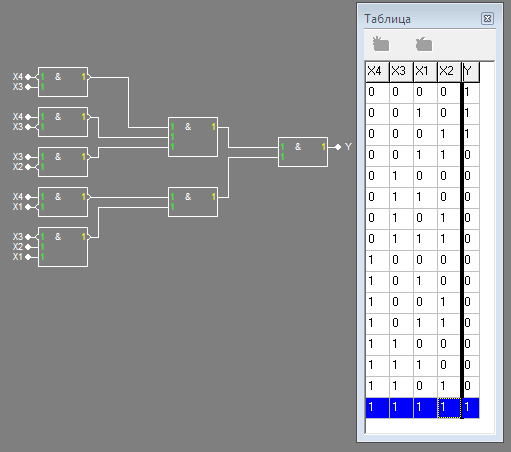 X4 1 & 1
X3 1
X4 1 & 1
X3 1
X3 1 & 1
X2 1
X4 1 & 1
X1 1
X3 1 & 1
X2 1
X1 1
1 & 1
1
1
1 & 1
1
1 & 1 Y
1
Таблица
X4 X3 X1 X2 Y
0 0 0 0 1
0 0 1 0 1
0 0 0 1 1
0 0 1 1 0
0 1 0 0 0
0 1 1 0 0
0 1 0 1 0
0 1 1 1 0
1 0 0 0 0
1 0 1 0 0
1 0 0 1 0
1 0 1 1 0
1 1 0 0 0
1 1 1 0 0
1 1 0 1 0
1 1 1 1 1